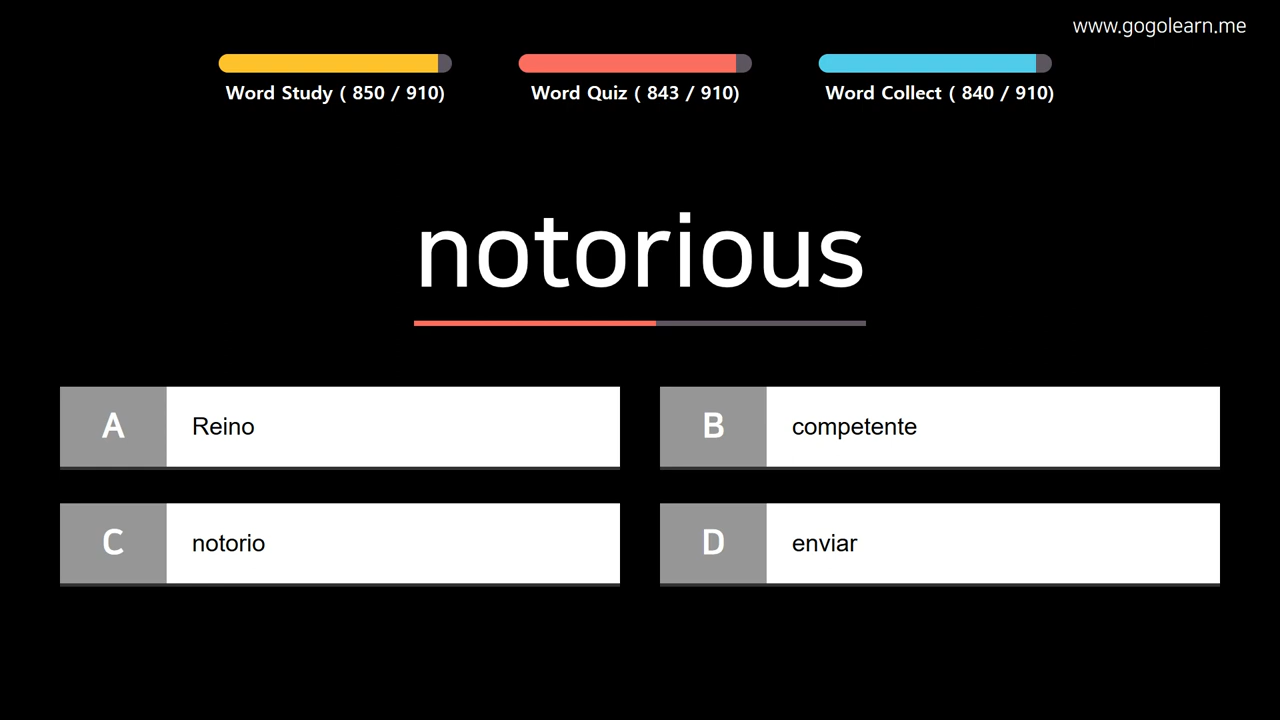 www.gogolearn.me
Word Study ( 850 / 910)
Word Quiz ( 843 / 910)
Word Collect ( 840 / 910)
notorious
A Reino
B competente
C notorio
D enviar